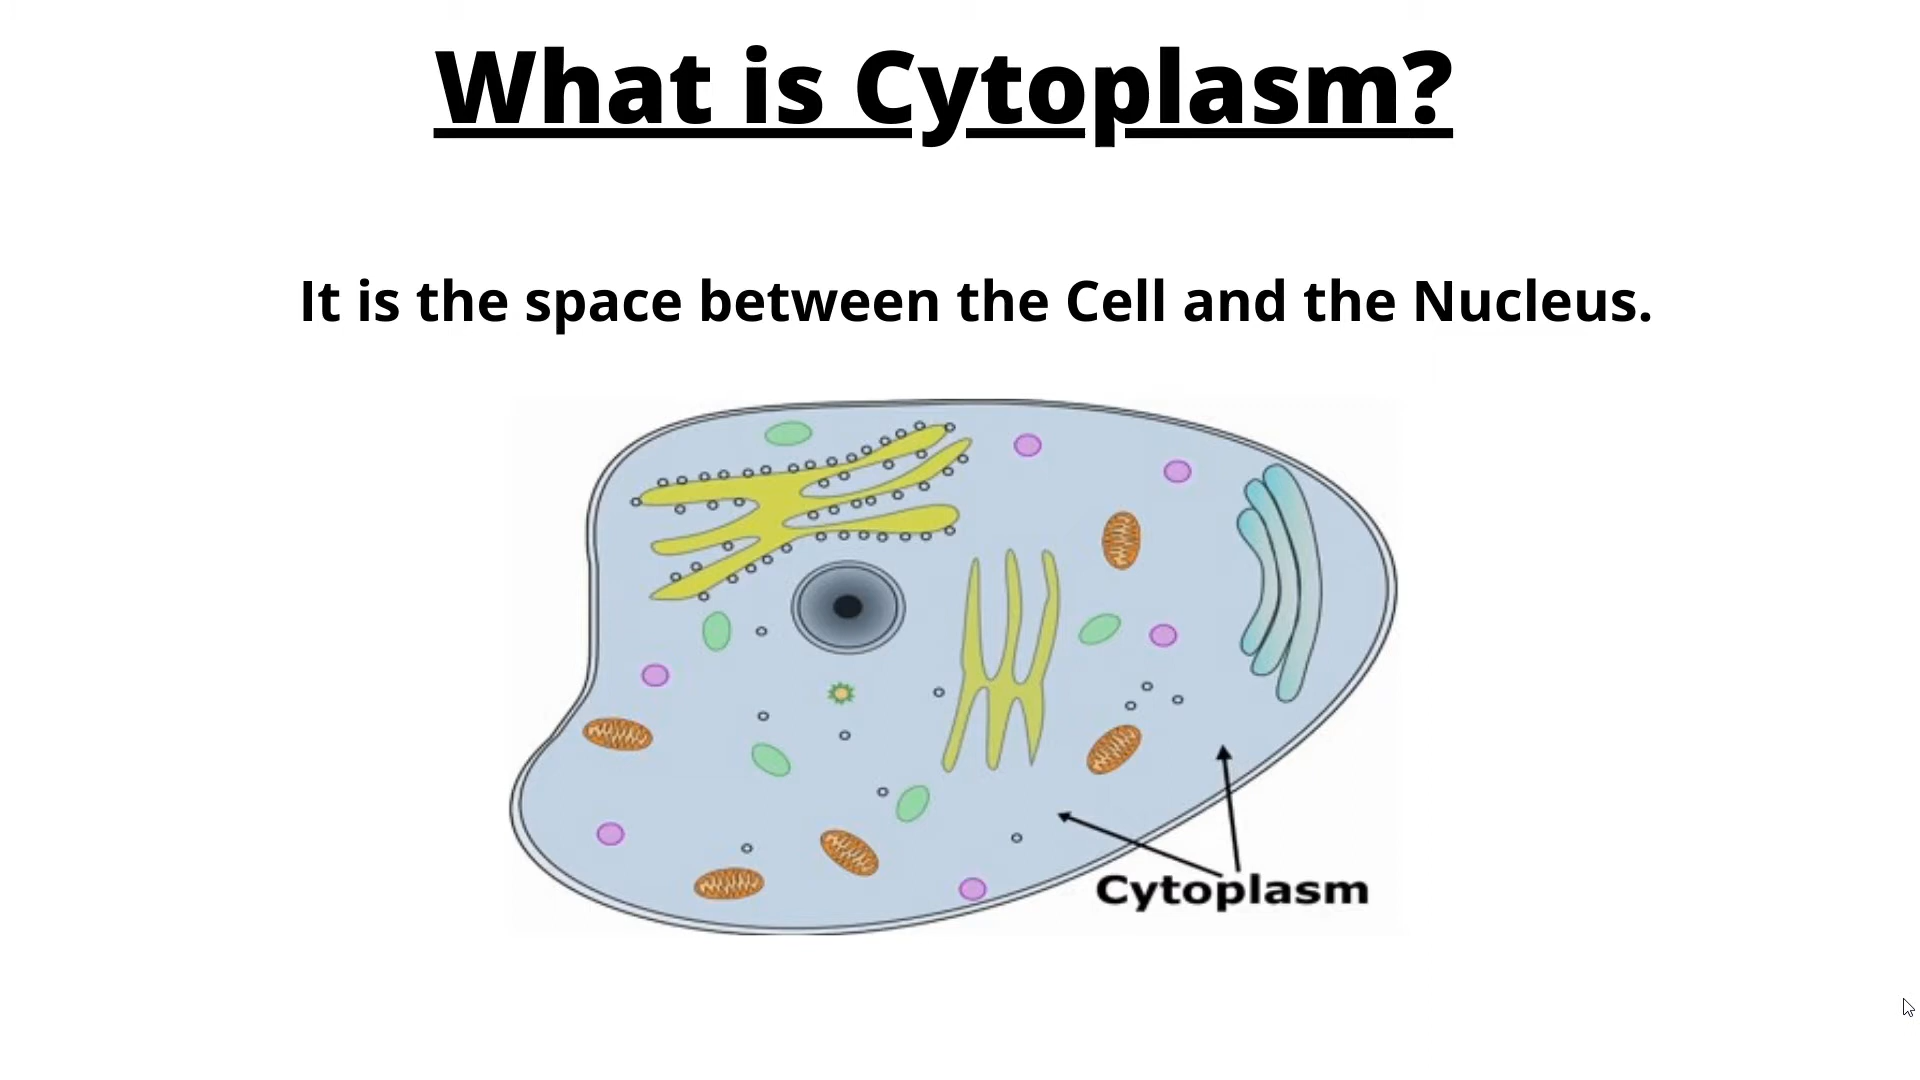 What is Cytoplasm?
It is the space between the Cell and the Nucleus.
Cytoplasm